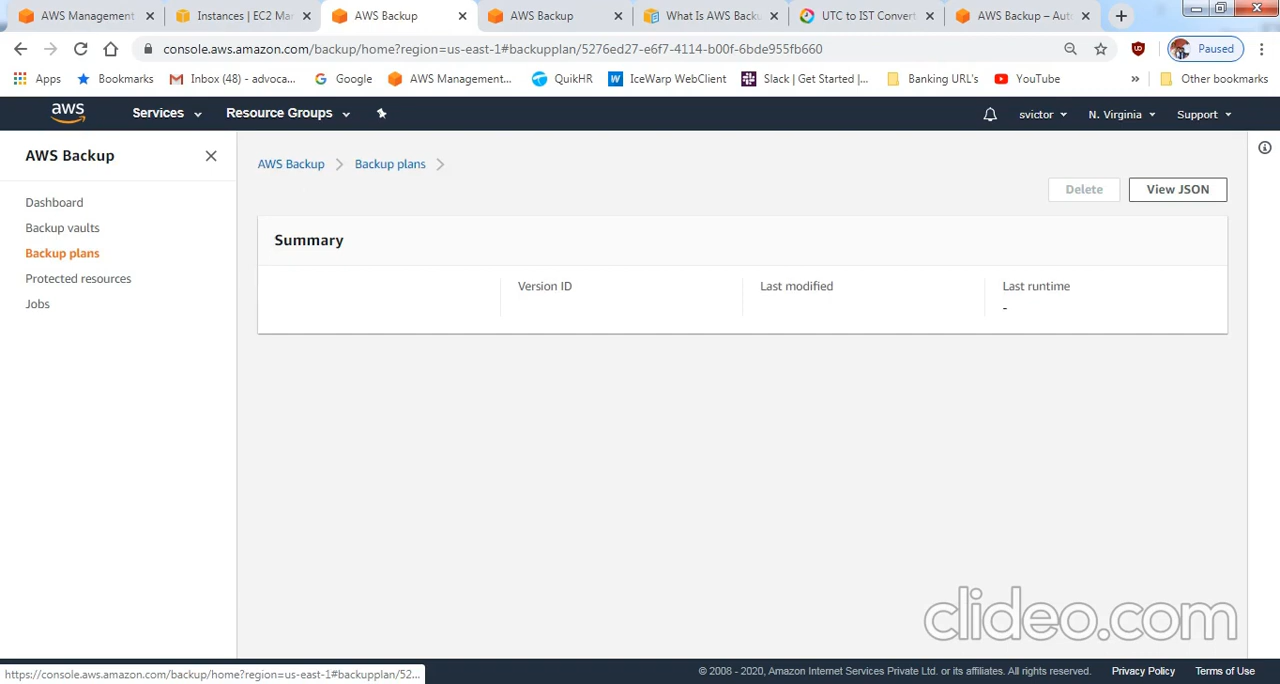 AWS Management
Instances | EC2 Ma
AWS Backup
AWS Backup
What Is AWS Backu
UTC to IST Convert
AWS Backup – Aut
console.aws.amazon.com/backup/home?region=us-east-1#backupplan/5276ed27-e6f7-4114-b00f-6bde955fb660
Paused
Apps
Bookmarks
Inbox (48) - advoca...
Google
AWS Management...
QuikHR
IceWarp WebClient
Slack | Get Started |...
Banking URL's
YouTube
»
Other bookmarks
aws
Services
Resource Groups
svictor
N. Virginia
Support
AWS Backup
Dashboard
Backup vaults
Backup plans
Protected resources
Jobs
AWS Backup
Backup plans
Delete
View JSON
Summary
Version ID
Last modified
Last runtime
-
clideo.com
https://console.aws.amazon.com/backup/home?region=us-east-1#backupplan/52...
© 2008 - 2020, Amazon Internet Services Private Ltd. or its affiliates. All rights reserved.
Privacy Policy
Terms of Use